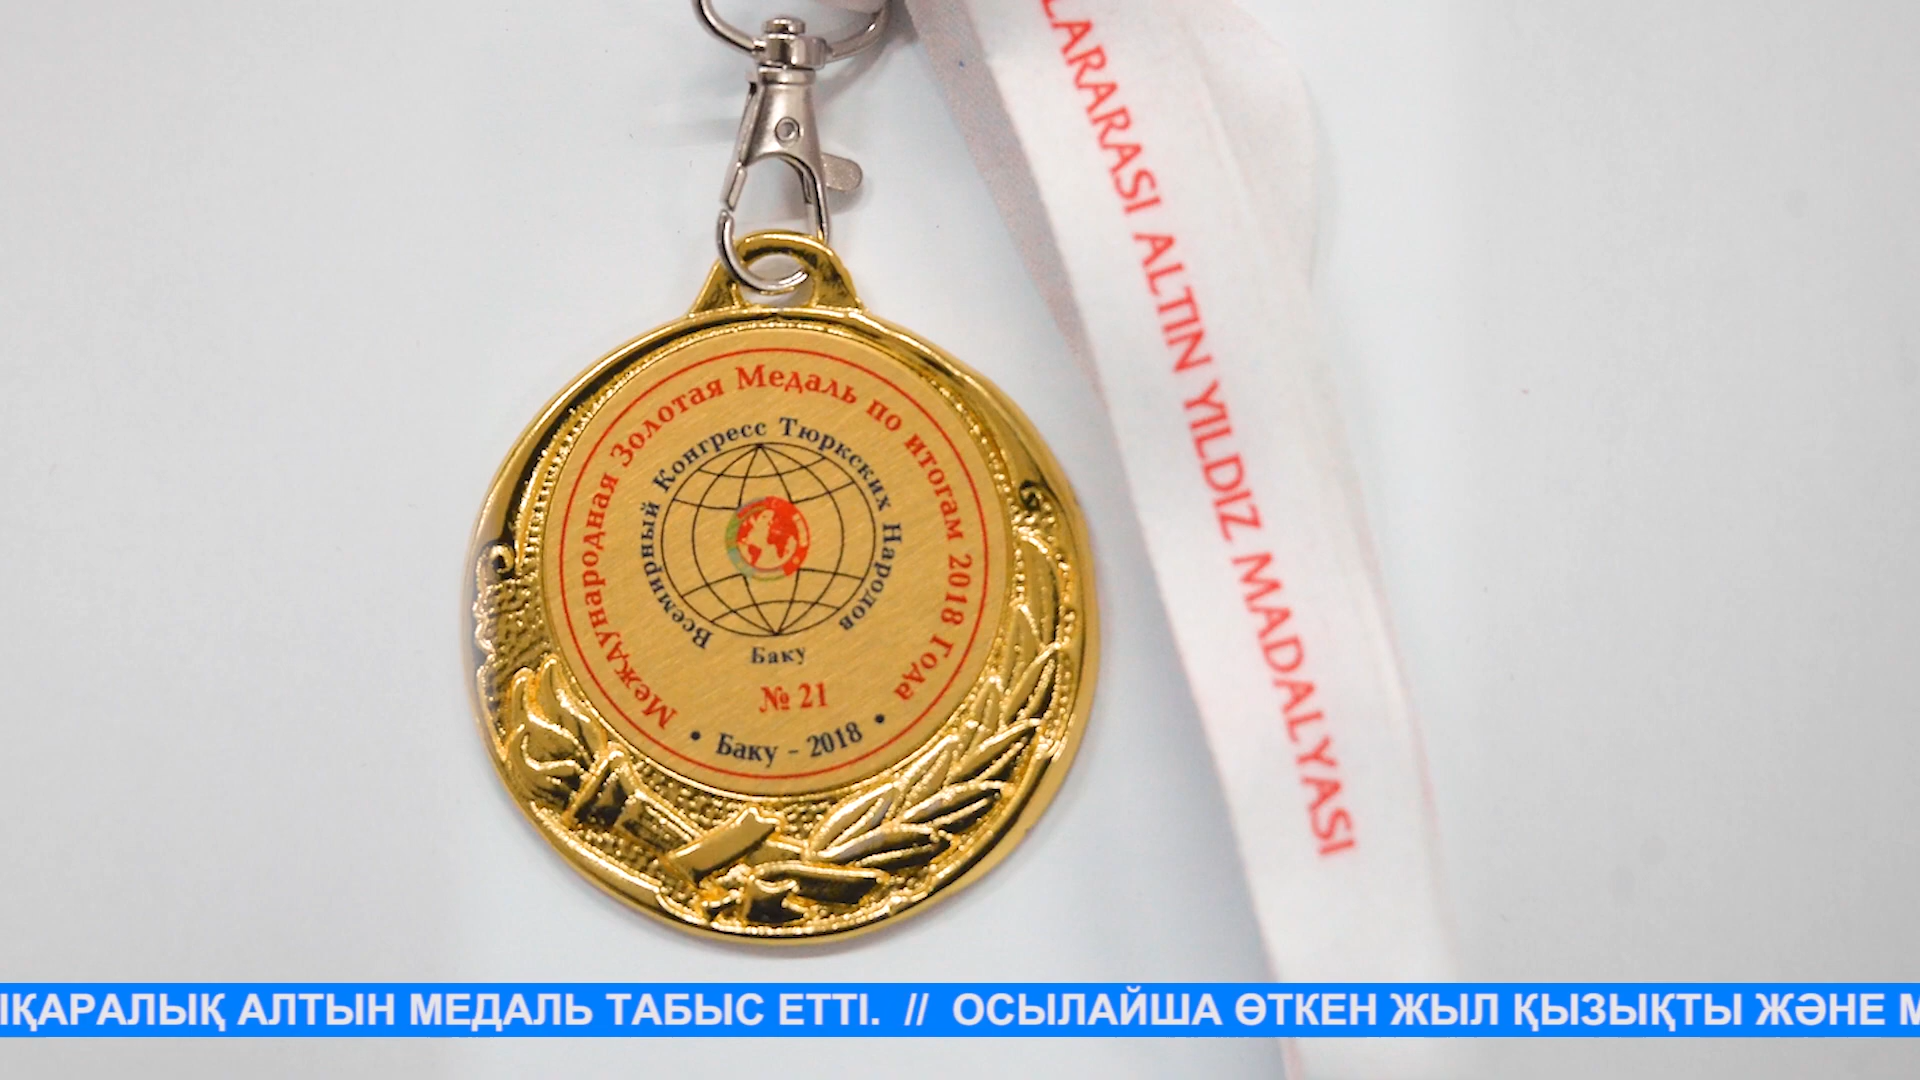 LARARASI ALTIN YILDIZ MADALYASI
Международная Золотая Медаль по итогам 2018 Года
Всемирный Конгресс Тюркских Народов
Баку
№ 21
• Баку - 2018 •
ЫҚАРАЛЫҚ АЛТЫН МЕДАЛЬ ТАБЫС ЕТТІ. // ОСЫЛАЙША ӨТКЕН ЖЫЛ ҚЫЗЫҚТЫ ЖӘНЕ М